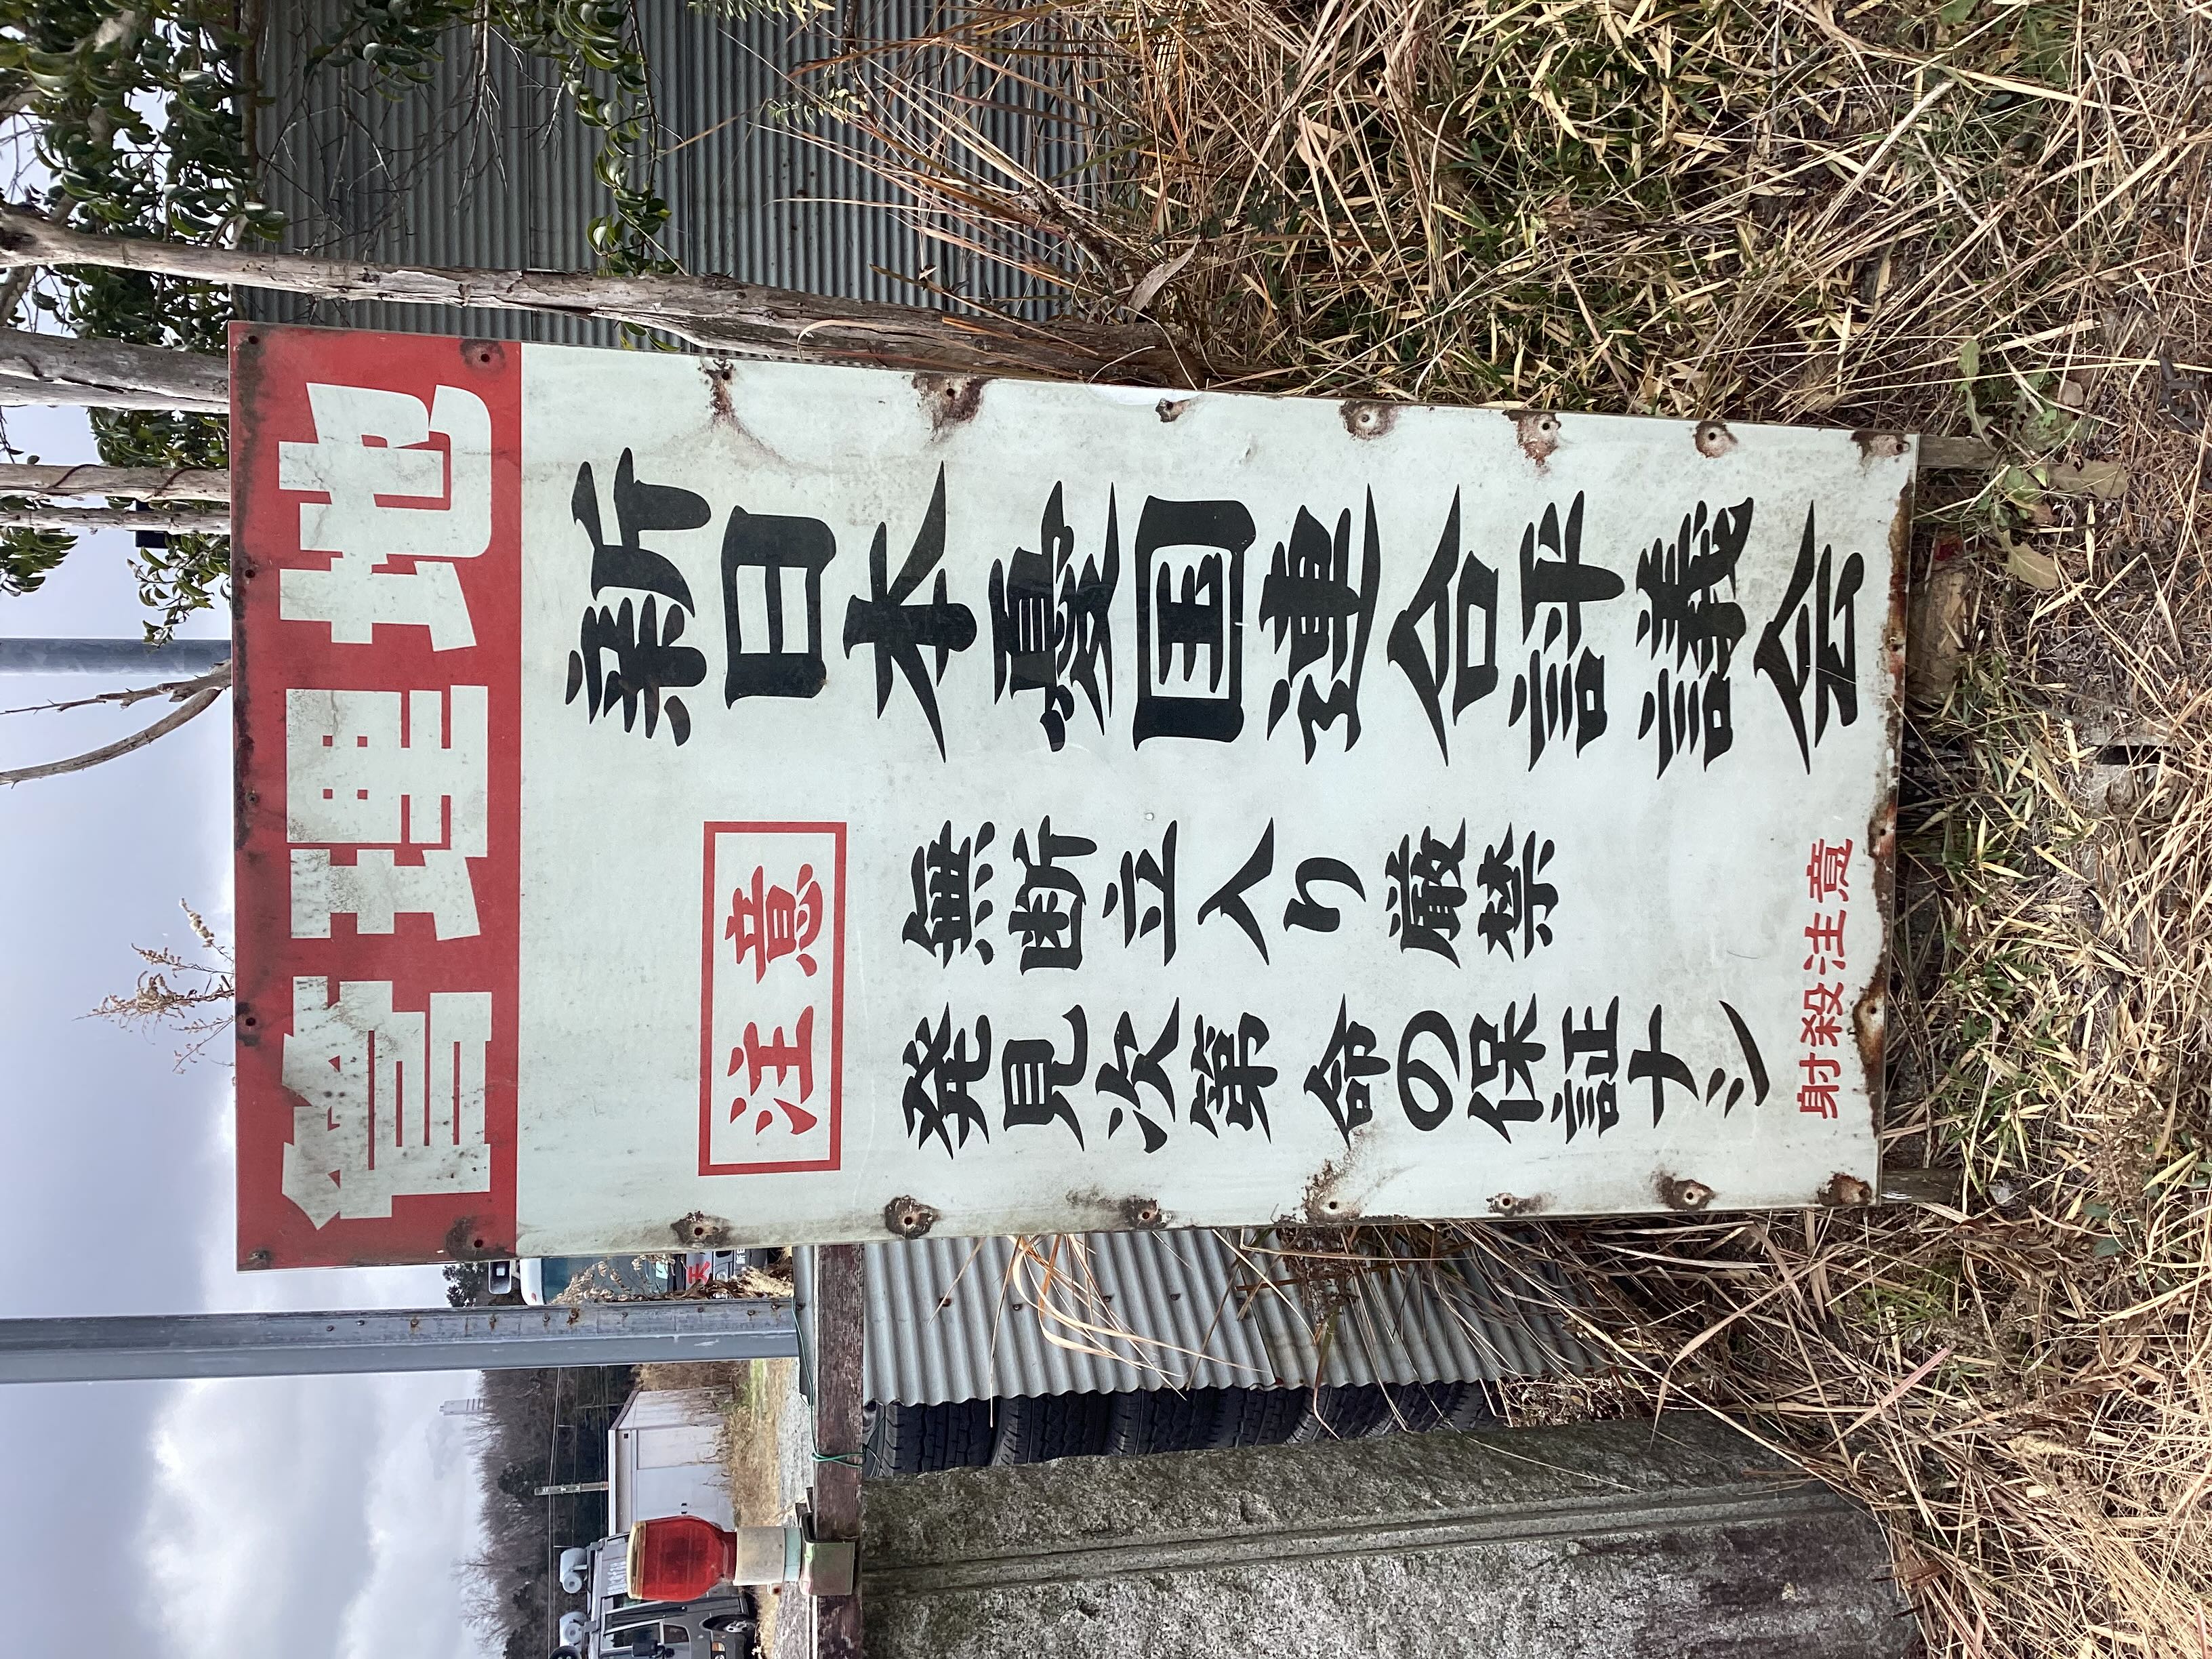 管理地
新日本憂国連合評議会
注意
無断立入り厳禁
発見次第 命の保証ナシ
射殺注意
天